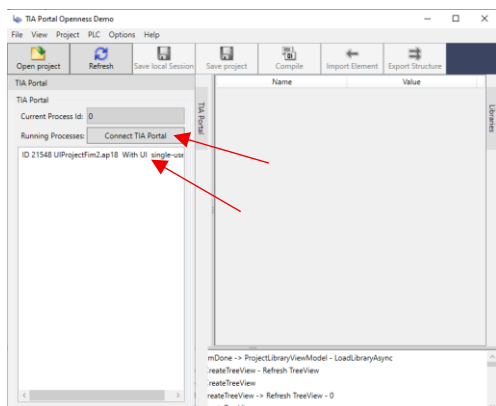 TIA Portal Openness Demo
File View Project PLC Options Help
Open project Refresh Save local Session Save project Compile Import Element Export Structure
TIA Portal
Name Value
TIA Portal
Current Process Id: 0
Running Processes: Connect TIA Portal
ID 21548 UIProjectFim2.ap18 With UI single-use
TIA Portal
Libraries
mDone -> ProjectLibraryViewModel - LoadLibraryAsync
reateTreeView - Refresh TreeView
reateTreeView
reateTreeView -> Refresh TreeView - 0